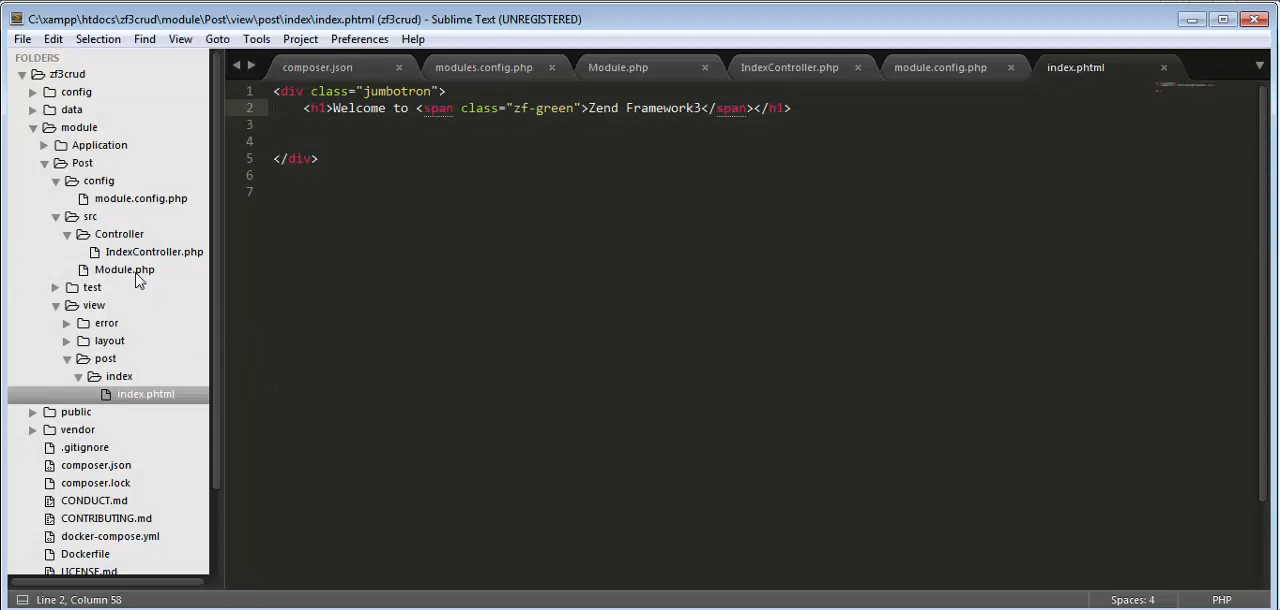 C:\xampp\htdocs\zf3crud\module\Post\view\post\index\index.phtml (zf3crud) - Sublime Text (UNREGISTERED)
File Edit Selection Find View Goto Tools Project Preferences Help
FOLDERS
zf3crud
config
data
module
Application
Post
config
module.config.php
src
Controller
IndexController.php
Module.php
test
view
error
layout
post
index
index.phtml
public
vendor
.gitignore
composer.json
composer.lock
CONDUCT.md
CONTRIBUTING.md
docker-compose.yml
Dockerfile
LICENSE.md
composer.json modules.config.php Module.php IndexController.php module.config.php index.phtml
1 <div class="jumbotron">
2 <h1>Welcome to <span class="zf-green">Zend Framework3</span></h1>
3
4
5 </div>
6
7
Line 2, Column 58 Spaces: 4 PHP